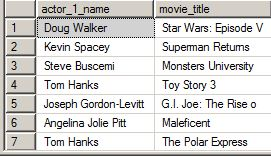 actor_1_name movie_title
1 Doug Walker Star Wars: Episode V
2 Kevin Spacey Superman Returns
3 Steve Buscemi Monsters University
4 Tom Hanks Toy Story 3
5 Joseph Gordon-Levitt G.I. Joe: The Rise o
6 Angelina Jolie Pitt Maleficent
7 Tom Hanks The Polar Express